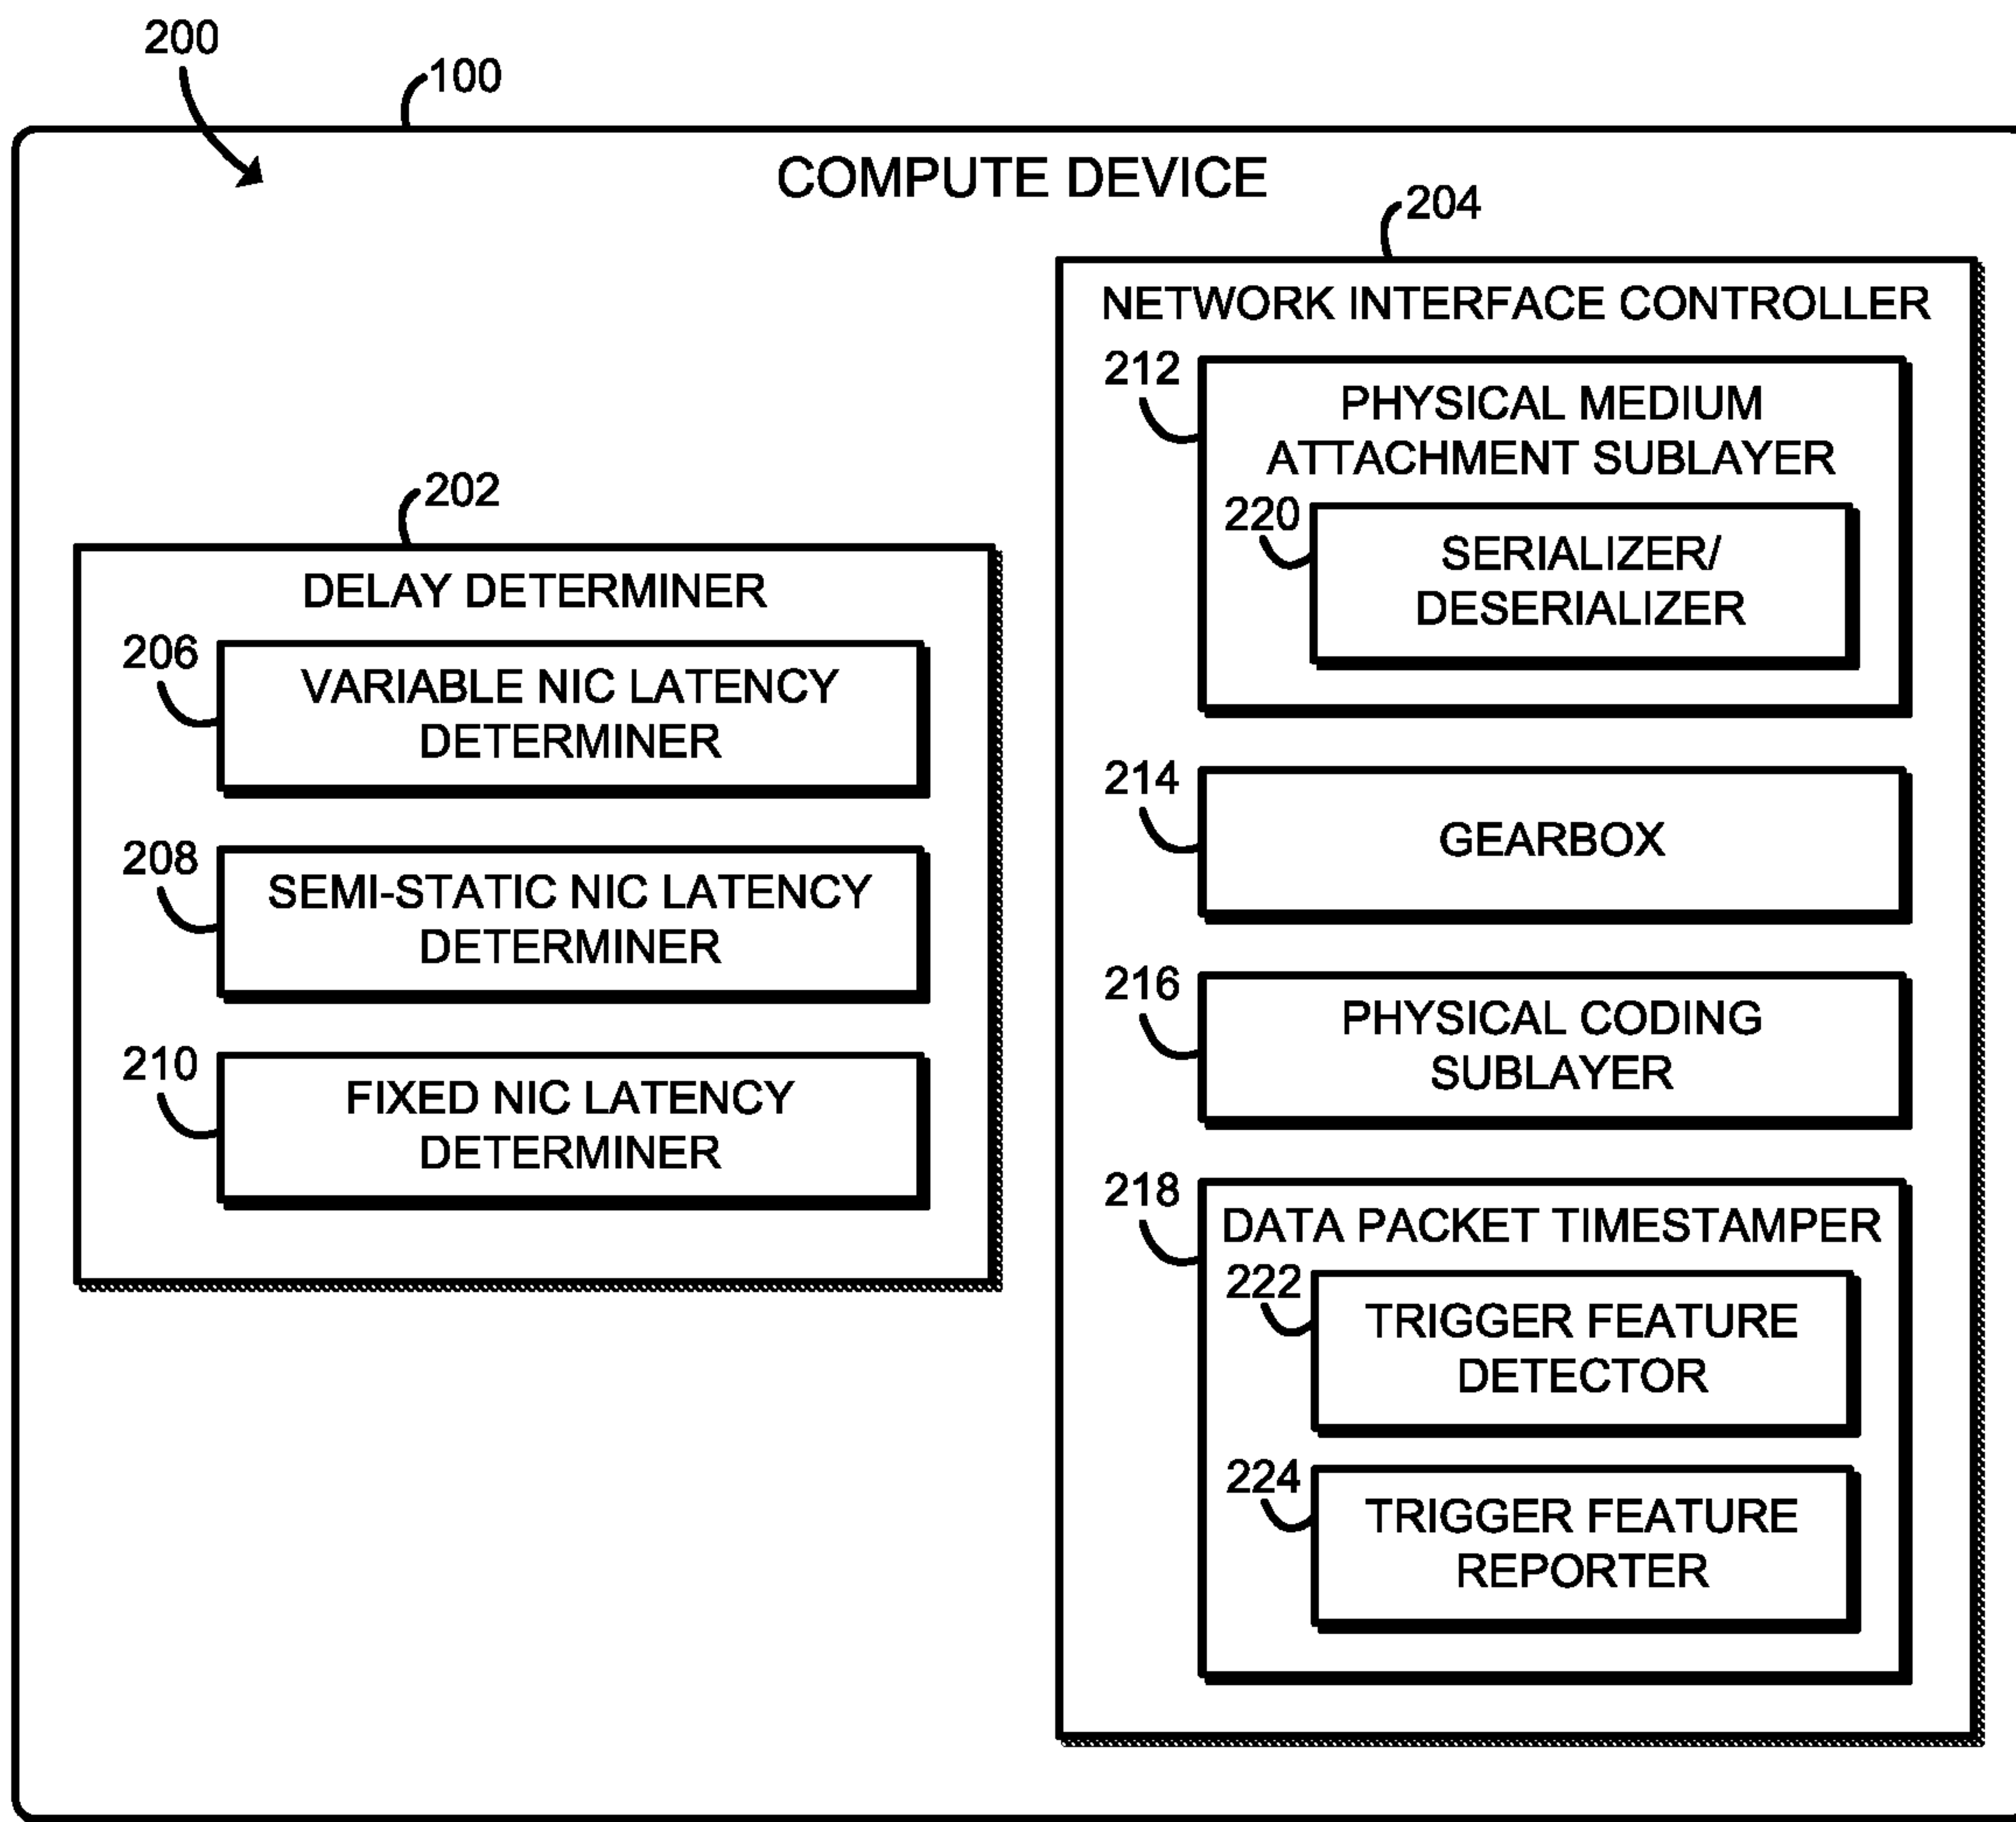 200
100
COMPUTE DEVICE
202
DELAY DETERMINER
206
VARIABLE NIC LATENCY
DETERMINER
208
SEMI-STATIC NIC LATENCY
DETERMINER
210
FIXED NIC LATENCY
DETERMINER
204
NETWORK INTERFACE CONTROLLER
212
PHYSICAL MEDIUM
ATTACHMENT SUBLAYER
220
SERIALIZER/
DESERIALIZER
214
GEARBOX
216
PHYSICAL CODING
SUBLAYER
218
DATA PACKET TIMESTAMPER
222
TRIGGER FEATURE
DETECTOR
224
TRIGGER FEATURE
REPORTER